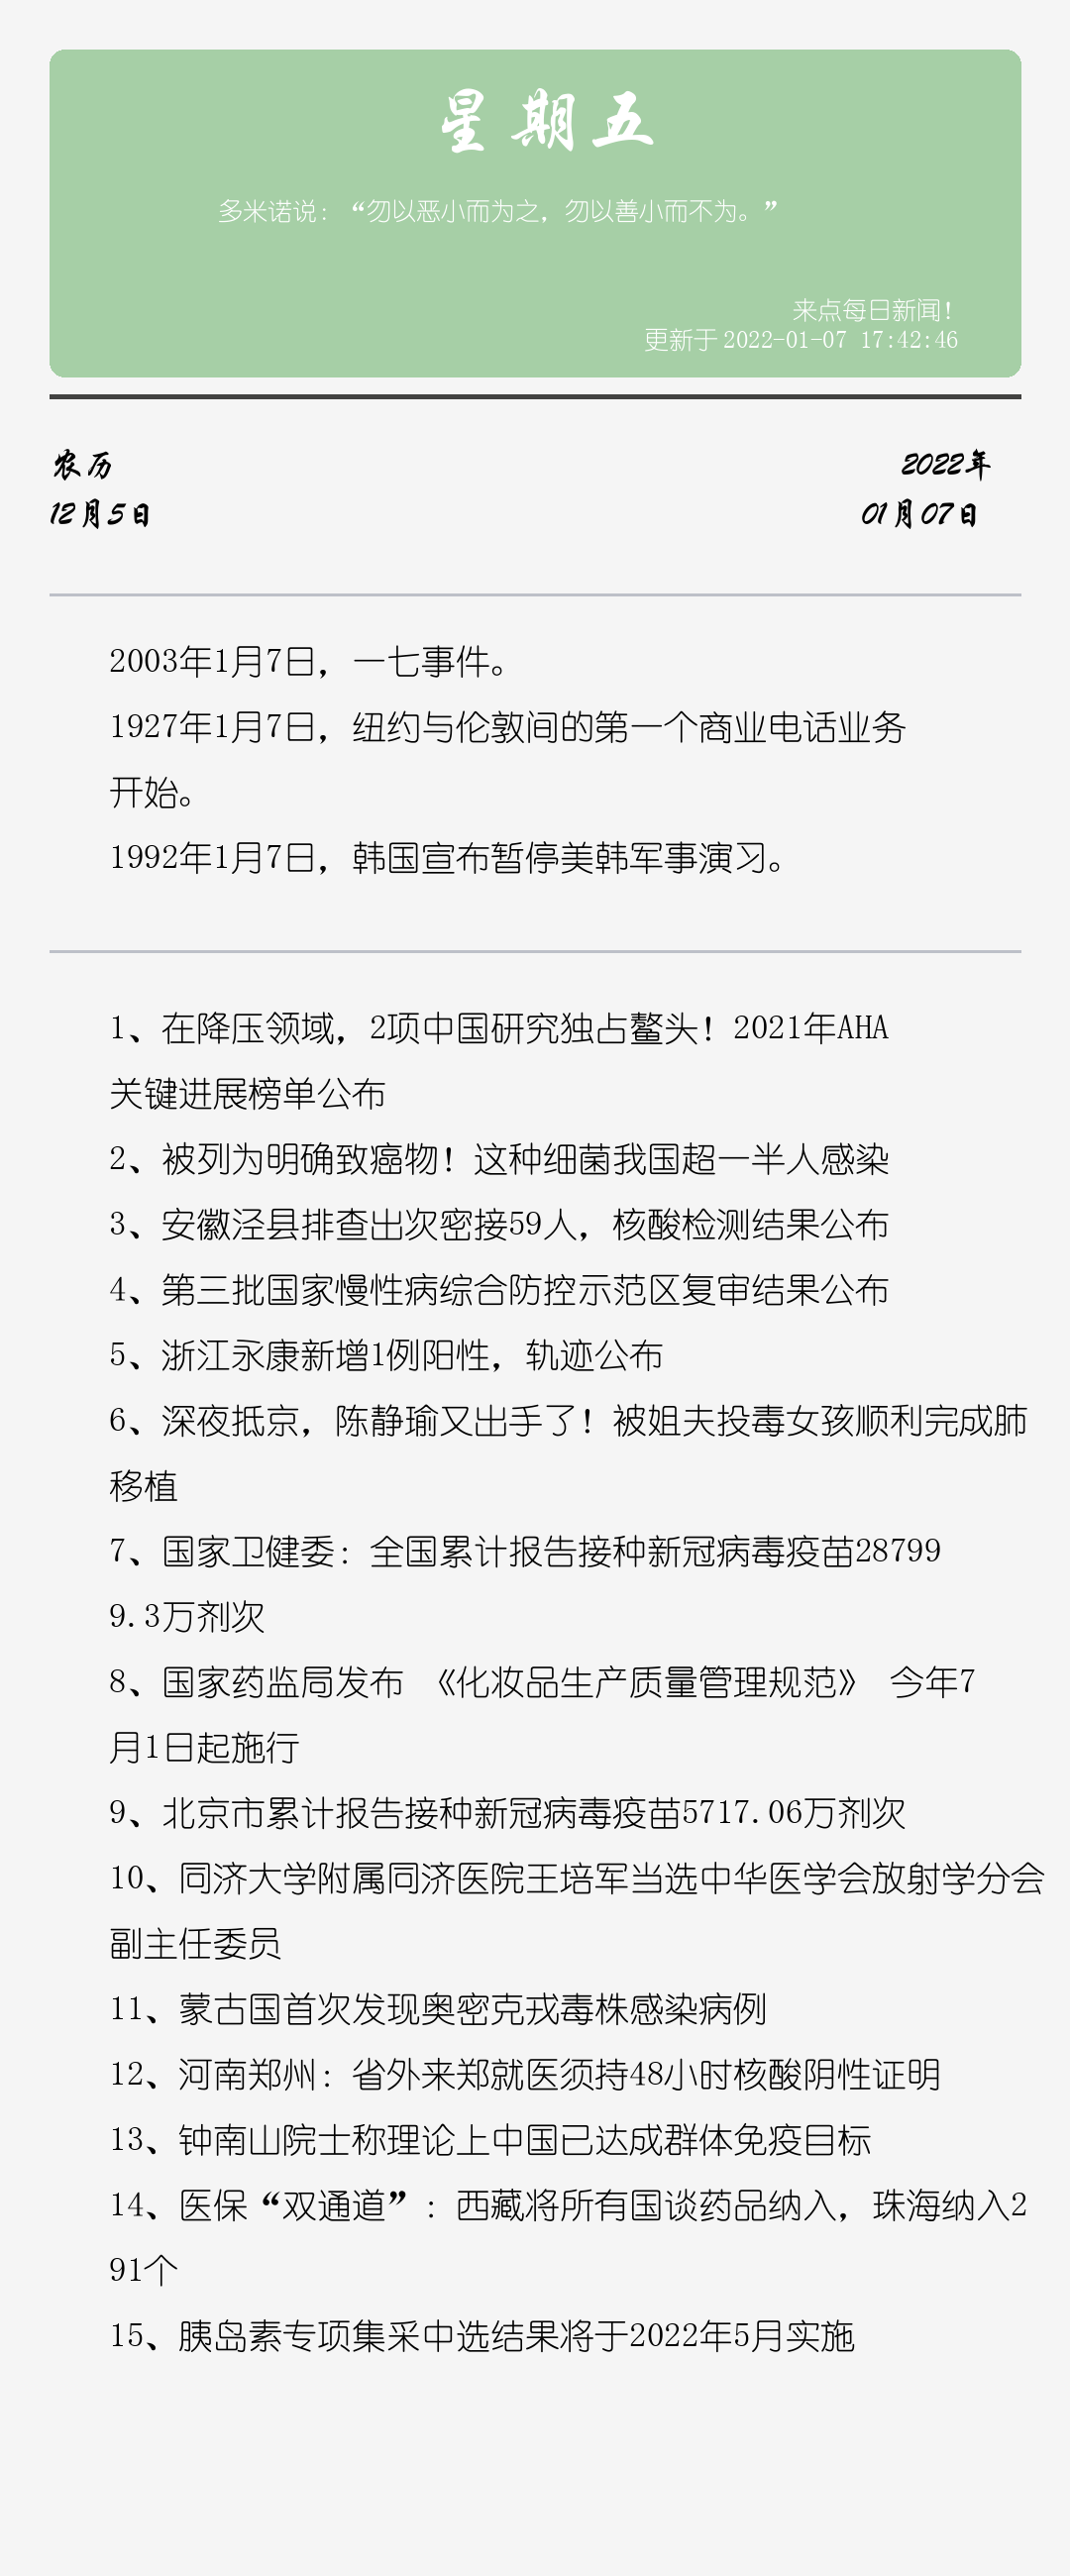 星期五
多米诺说：“勿以恶小而为之，勿以善小而不为。”
来点每日新闻！
更新于 2022-01-07 17:42:46
农历
12月5日
2022年
01月07日
2003年1月7日，一七事件。
1927年1月7日，纽约与伦敦间的第一个商业电话业务
开始。
1992年1月7日，韩国宣布暂停美韩军事演习。
1、在降压领域，2项中国研究独占鳌头！2021年AHA
关键进展榜单公布
2、被列为明确致癌物！这种细菌我国超一半人感染
3、安徽泾县排查出次密接59人，核酸检测结果公布
4、第三批国家慢性病综合防控示范区复审结果公布
5、浙江永康新增1例阳性，轨迹公布
6、深夜抵京，陈静瑜又出手了！被姐夫投毒女孩顺利完成肺
移植
7、国家卫健委：全国累计报告接种新冠病毒疫苗28799
9.3万剂次
8、国家药监局发布 《化妆品生产质量管理规范》 今年7
月1日起施行
9、北京市累计报告接种新冠病毒疫苗5717.06万剂次
10、同济大学附属同济医院王培军当选中华医学会放射学分会
副主任委员
11、蒙古国首次发现奥密克戎毒株感染病例
12、河南郑州：省外来郑就医须持48小时核酸阴性证明
13、钟南山院士称理论上中国已达成群体免疫目标
14、医保“双通道”：西藏将所有国谈药品纳入，珠海纳入2
91个
15、胰岛素专项集采中选结果将于2022年5月实施